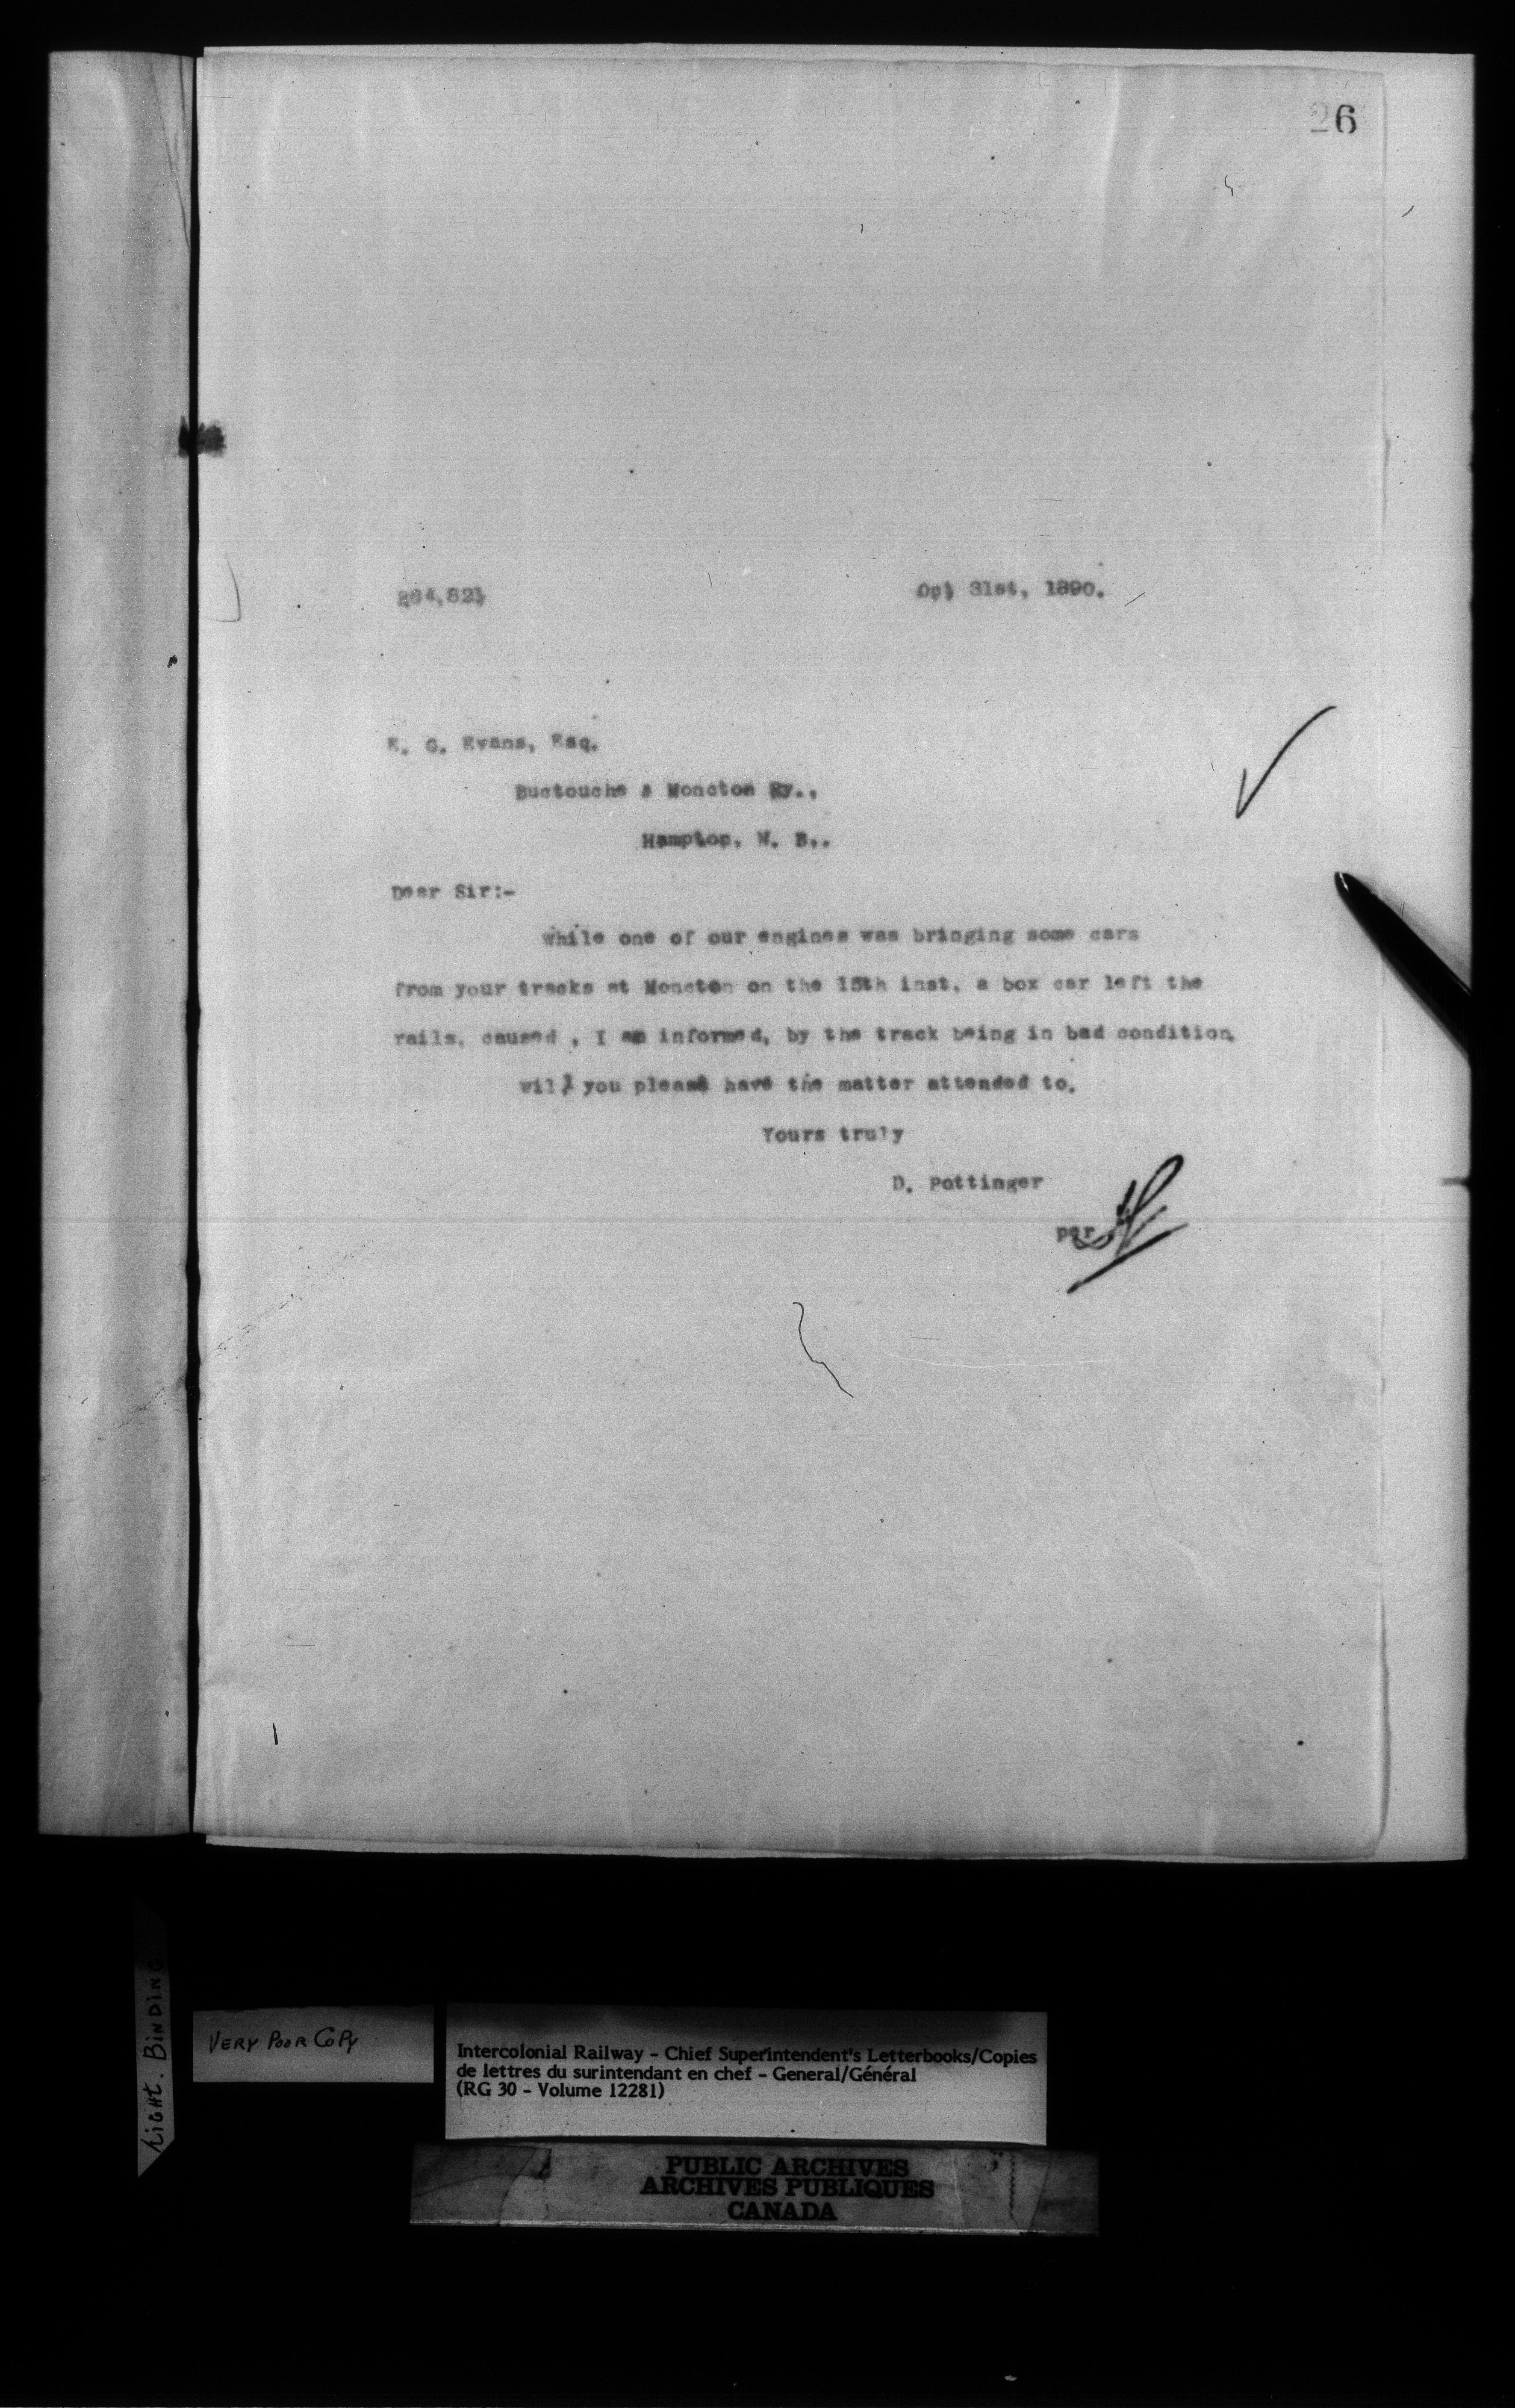 26
Oct 31st, 1890.
E. G. Evans, Esq.
Buctouche & Moncton Ry.,
Hampton, N. B..
Dear Sir:-
While one of our engines was bringing some cars
from your tracks at Moncton on the 15th inst. a box car left the
rails, caused , I am informed, by the track being in bad condition.
Will you please have the matter attended to.
Yours truly
D. Pottinger
per
VERY POOR COPY
TIGHT. BINDING
Intercolonial Railway - Chief Superintendent's Letterbooks/Copies
de lettres du surintendant en chef - General/Général
(RG 30 - Volume 12281)
PUBLIC ARCHIVES
ARCHIVES PUBLIQUES
CANADA